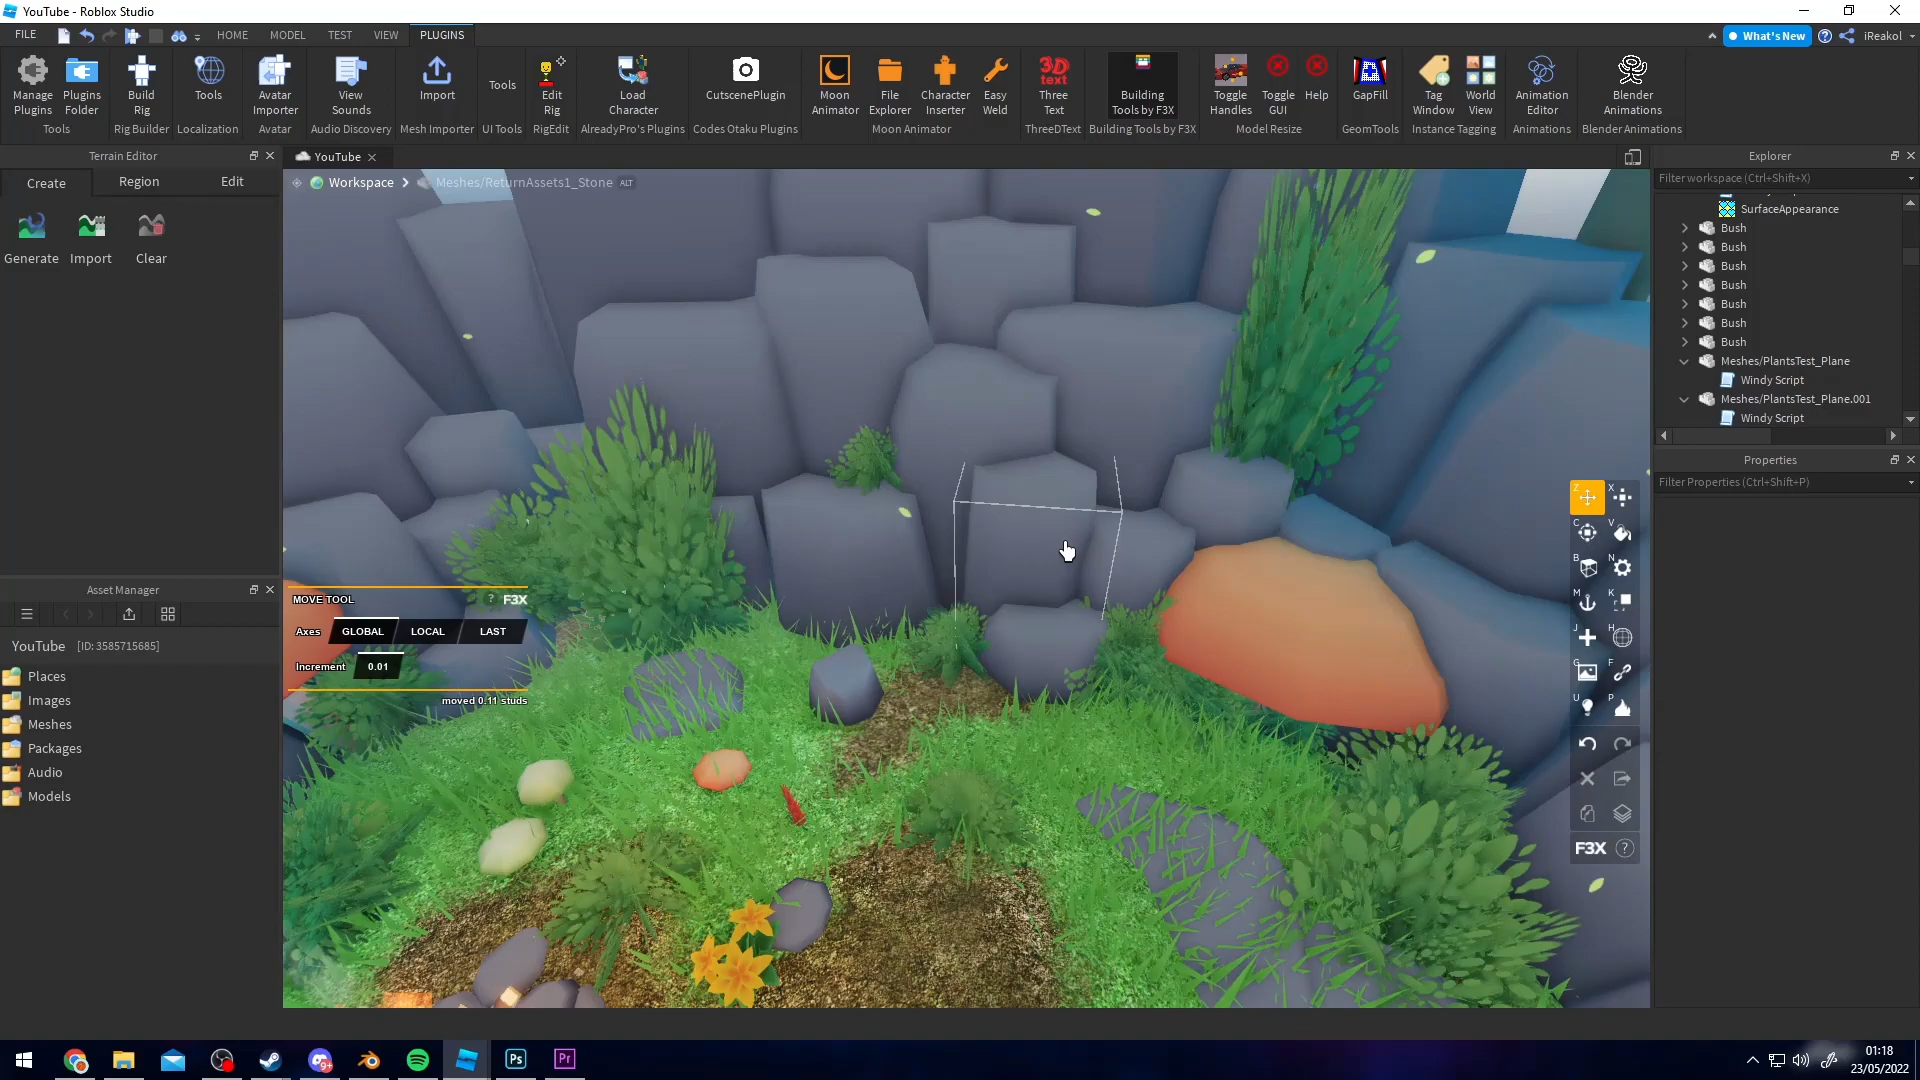 YouTube - Roblox Studio
FILE HOME MODEL TEST VIEW PLUGINS What's New iReakol
Manage Plugins
Plugins Folder
Tools
Build Rig
Rig Builder
Tools
Localization
Avatar Importer
Avatar
View Sounds
Audio Discovery
Import
Mesh Importer
Tools
UI Tools
Edit Rig
RigEdit
Load Character
AlreadyPro's Plugins
CutscenePlugin
Codes Otaku Plugins
Moon Animator
File Explorer
Character Inserter
Easy Weld
Moon Animator
3D text
Three Text
ThreeDText
Building Tools by F3X
Building Tools by F3X
Toggle Handles
Toggle GUI
Help
Model Resize
GapFill
GeomTools
Tag Window
World View
Instance Tagging
Animation Editor
Animations
Blender Animations
Blender Animations
Terrain Editor
Create Region Edit
Generate Import Clear
YouTube
Workspace Meshes/ReturnAssets1_Stone ALT
Explorer
Filter workspace (Ctrl+Shift+X)
SurfaceAppearance
Bush
Bush
Bush
Bush
Bush
Bush
Bush
Meshes/PlantsTest_Plane
Windy Script
Meshes/PlantsTest_Plane.001
Windy Script
Properties
Filter Properties (Ctrl+Shift+P)
Asset Manager
YouTube [ID: 3585715685]
Places
Images
Meshes
Packages
Audio
Models
MOVE TOOL ? F3X
Axes GLOBAL LOCAL LAST
Increment 0.01
moved 0.11 studs
Z X
C V
B N
M K
J H
G F
U P
F3X ?
9+
Ps
Pr
01:18
23/05/2022